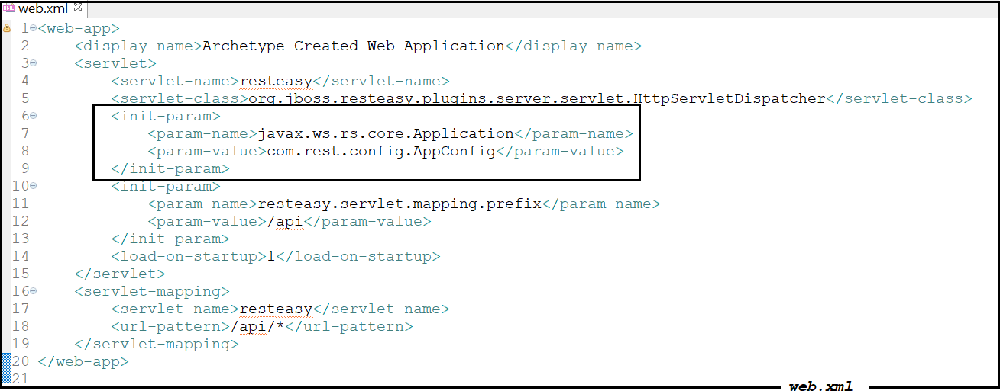 web.xml
1 <web-app>
2 <display-name>Archetype Created Web Application</display-name>
3 <servlet>
4 <servlet-name>resteasy</servlet-name>
5 <servlet-class>org.jboss.resteasy.plugins.server.servlet.HttpServletDispatcher</servlet-class>
6 <init-param>
7 <param-name>javax.ws.rs.core.Application</param-name>
8 <param-value>com.rest.config.AppConfig</param-value>
9 </init-param>
10 <init-param>
11 <param-name>resteasy.servlet.mapping.prefix</param-name>
12 <param-value>/api</param-value>
13 </init-param>
14 <load-on-startup>1</load-on-startup>
15 </servlet>
16 <servlet-mapping>
17 <servlet-name>resteasy</servlet-name>
18 <url-pattern>/api/*</url-pattern>
19 </servlet-mapping>
20 </web-app>
21
web.xml